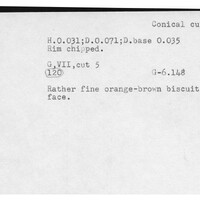 Conical cu
H.0.031;D.0.071;D.base 0.035
Rim chipped.
G,VII,cut 5
120 G-6.148
Rather fine orange-brown biscuit
face.